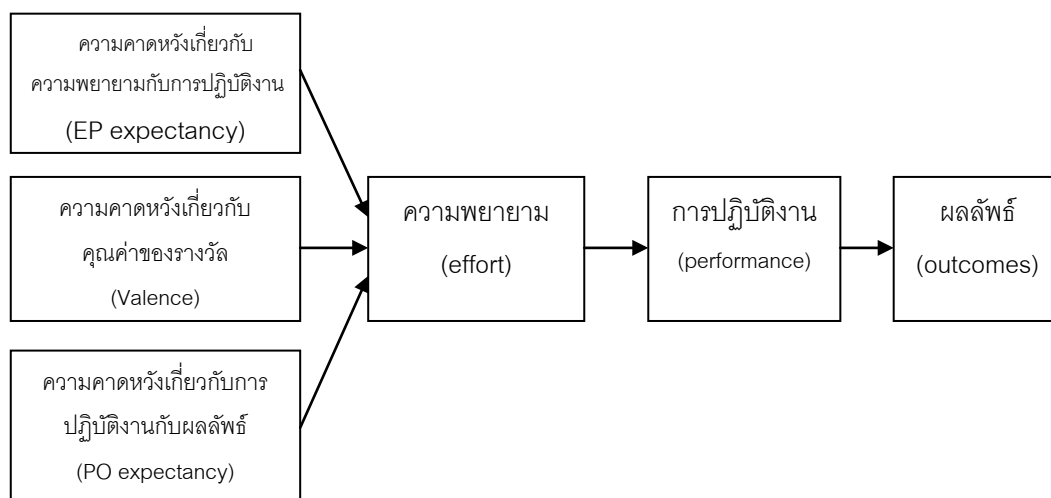 ความคาดหวังเกี่ยวกับ
ความพยายามกับการปฏิบัติงาน
(EP expectancy)
ความคาดหวังเกี่ยวกับ
คุณค่าของรางวัล
(Valence)
ความคาดหวังเกี่ยวกับการ
ปฏิบัติงานกับผลลัพธ์
(PO expectancy)
ความพยายาม
(effort)
การปฏิบัติงาน
(performance)
ผลลัพธ์
(outcomes)